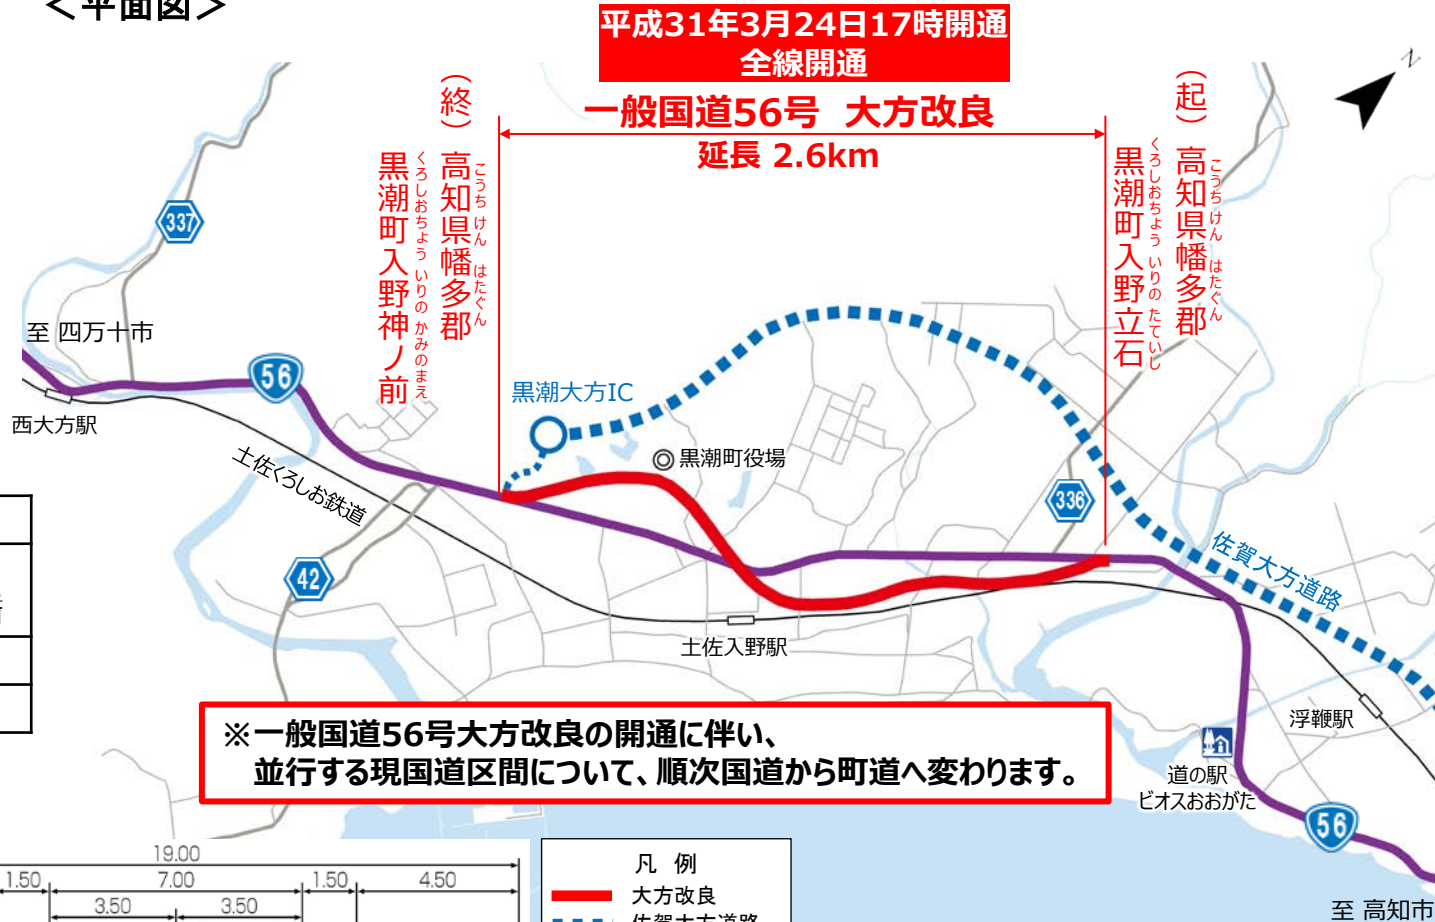 ＜平面図＞
平成31年3月24日17時開通
全線開通
一般国道56号 大方改良
延長 2.6km
（終）高知県幡多郡
こうち けん はたぐん
黒潮町入野神ノ前
くろしおちょう いりの かみのまえ
（起）高知県幡多郡
こうち けん はたぐん
黒潮町入野立石
くろしおちょう いりの たていし
N
337
至 四万十市
56
西大方駅
土佐くろしお鉄道
黒潮大方IC
黒潮町役場
336
42
佐賀大方道路
土佐入野駅
浮鞭駅
道の駅
ビオスおおがた
56
至 高知市
※一般国道56号大方改良の開通に伴い、
並行する現国道区間について、順次国道から町道へ変わります。
19.00
1.50 7.00 1.50 4.50
3.50 3.50
凡 例
大方改良
佐賀大方道路